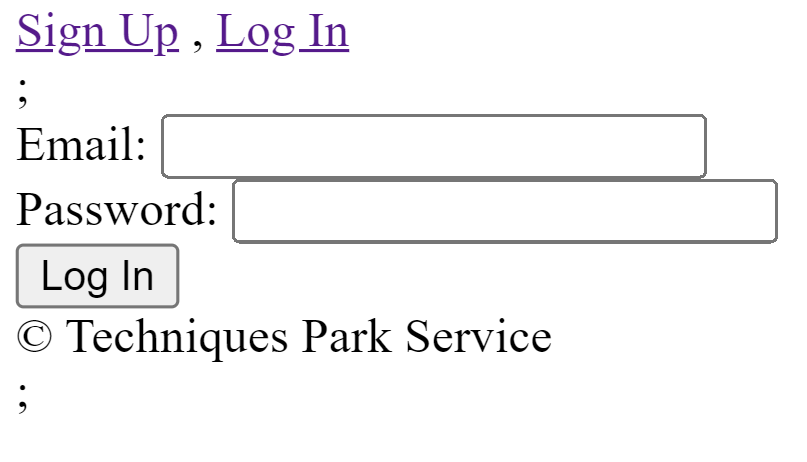 Sign Up , Log In
;
Email:
Password:
Log In
© Techniques Park Service
;